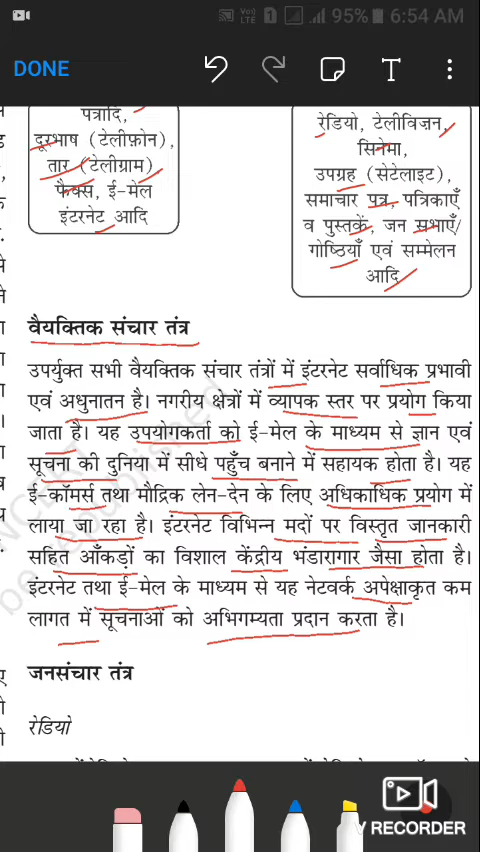 95% 6:54 AM
DONE
पत्रादि,
दूरभाष (टेलीफ़ोन),
तार (टेलीग्राम)
फैक्स, ई-मेल
इंटरनेट आदि
रेडियो, टेलीविज़न,
सिनेमा,
उपग्रह (सेटेलाइट),
समाचार पत्र, पत्रिकाएँ
व पुस्तकें, जन सभाएँ/
गोष्ठियाँ एवं सम्मेलन
आदि
वैयक्तिक संचार तंत्र
उपर्युक्त सभी वैयक्तिक संचार तंत्रों में इंटरनेट सर्वाधिक प्रभावी
एवं अधुनातन है। नगरीय क्षेत्रों में व्यापक स्तर पर प्रयोग किया
जाता है। यह उपयोगकर्ता को ई-मेल के माध्यम से ज्ञान एवं
सूचना की दुनिया में सीधे पहुँच बनाने में सहायक होता है। यह
ई-कॉमर्स तथा मौद्रिक लेन-देन के लिए अधिकाधिक प्रयोग में
लाया जा रहा है। इंटरनेट विभिन्न मदों पर विस्तृत जानकारी
सहित आँकड़ों का विशाल केंद्रीय भंडारागार जैसा होता है।
इंटरनेट तथा ई-मेल के माध्यम से यह नेटवर्क अपेक्षाकृत कम
लागत में सूचनाओं को अभिगम्यता प्रदान करता है।
जनसंचार तंत्र
रेडियो
V RECORDER